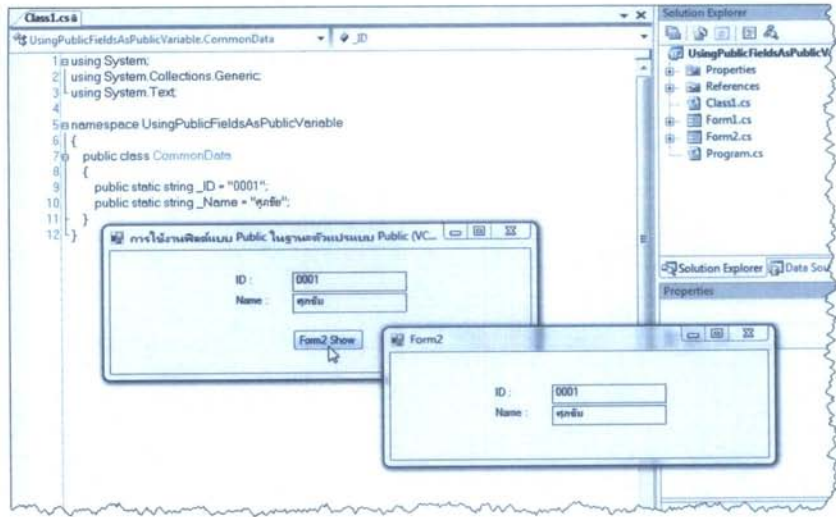 Class1.cs
UsingPublicFieldsAsPublicVariable.CommonData
_ID
1 using System;
2 using System.Collections.Generic;
3 using System.Text;
4
5 namespace UsingPublicFieldsAsPublicVariable
6 {
7 public class CommonData
8 {
9 public static string _ID = "0001";
10 public static string _Name = "ศุภชัย";
11 }
12 }
การใช้งานฟิลด์แบบ Public ในฐานะตัวแปรแบบ Public (VC...
ID :
0001
Name :
ศุภชัย
Form2 Show
Form2
ID :
0001
Name :
ศุภชัย
Solution Explorer
UsingPublicFieldsAsPublicV
Properties
References
Class1.cs
Form1.cs
Form2.cs
Program.cs
Solution Explorer
Data Sou
Properties